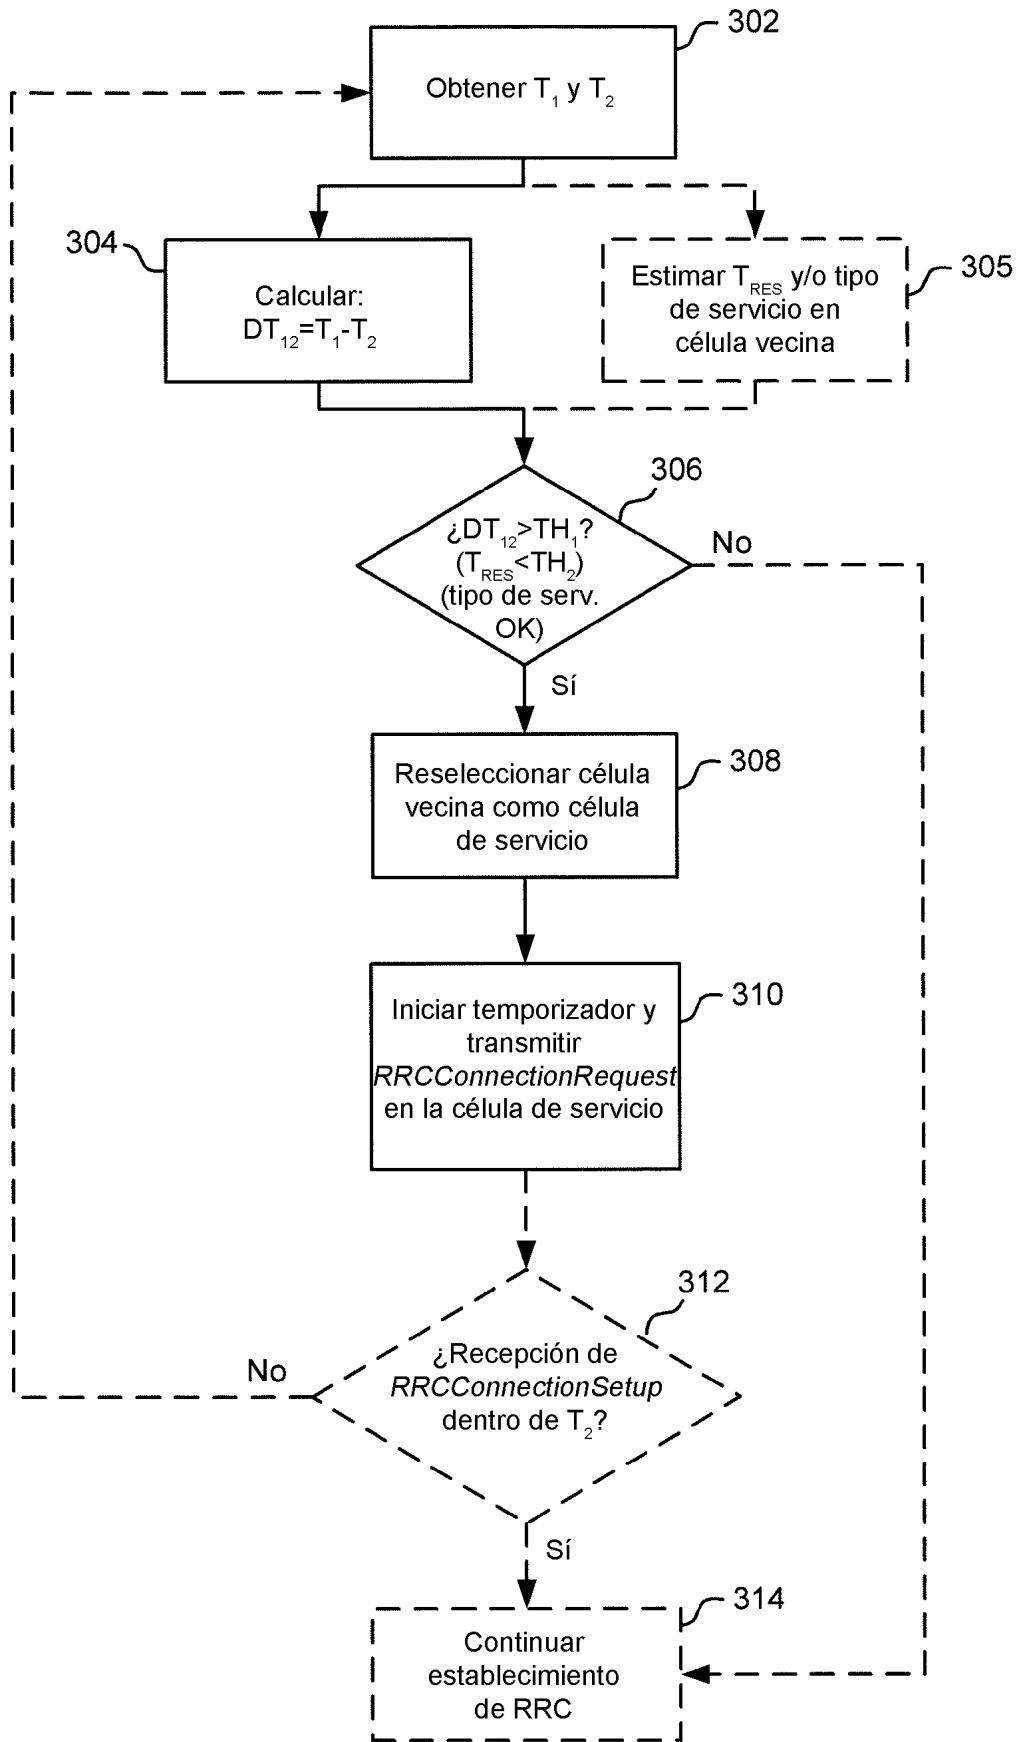 302
Obtener T₁ y T₂
304
Calcular:
DT₁₂=T₁-T₂
305
Estimar T_RES y/o tipo
de servicio en
célula vecina
306
¿DT₁₂>TH₁?
(T_RES<TH₂)
(tipo de serv.
OK)
No
Sí
308
Reseleccionar célula
vecina como célula
de servicio
310
Iniciar temporizador y
transmitir
RRCConnectionRequest
en la célula de servicio
312
¿Recepción de
RRCConnectionSetup
dentro de T₂?
No
Sí
314
Continuar
establecimiento
de RRC